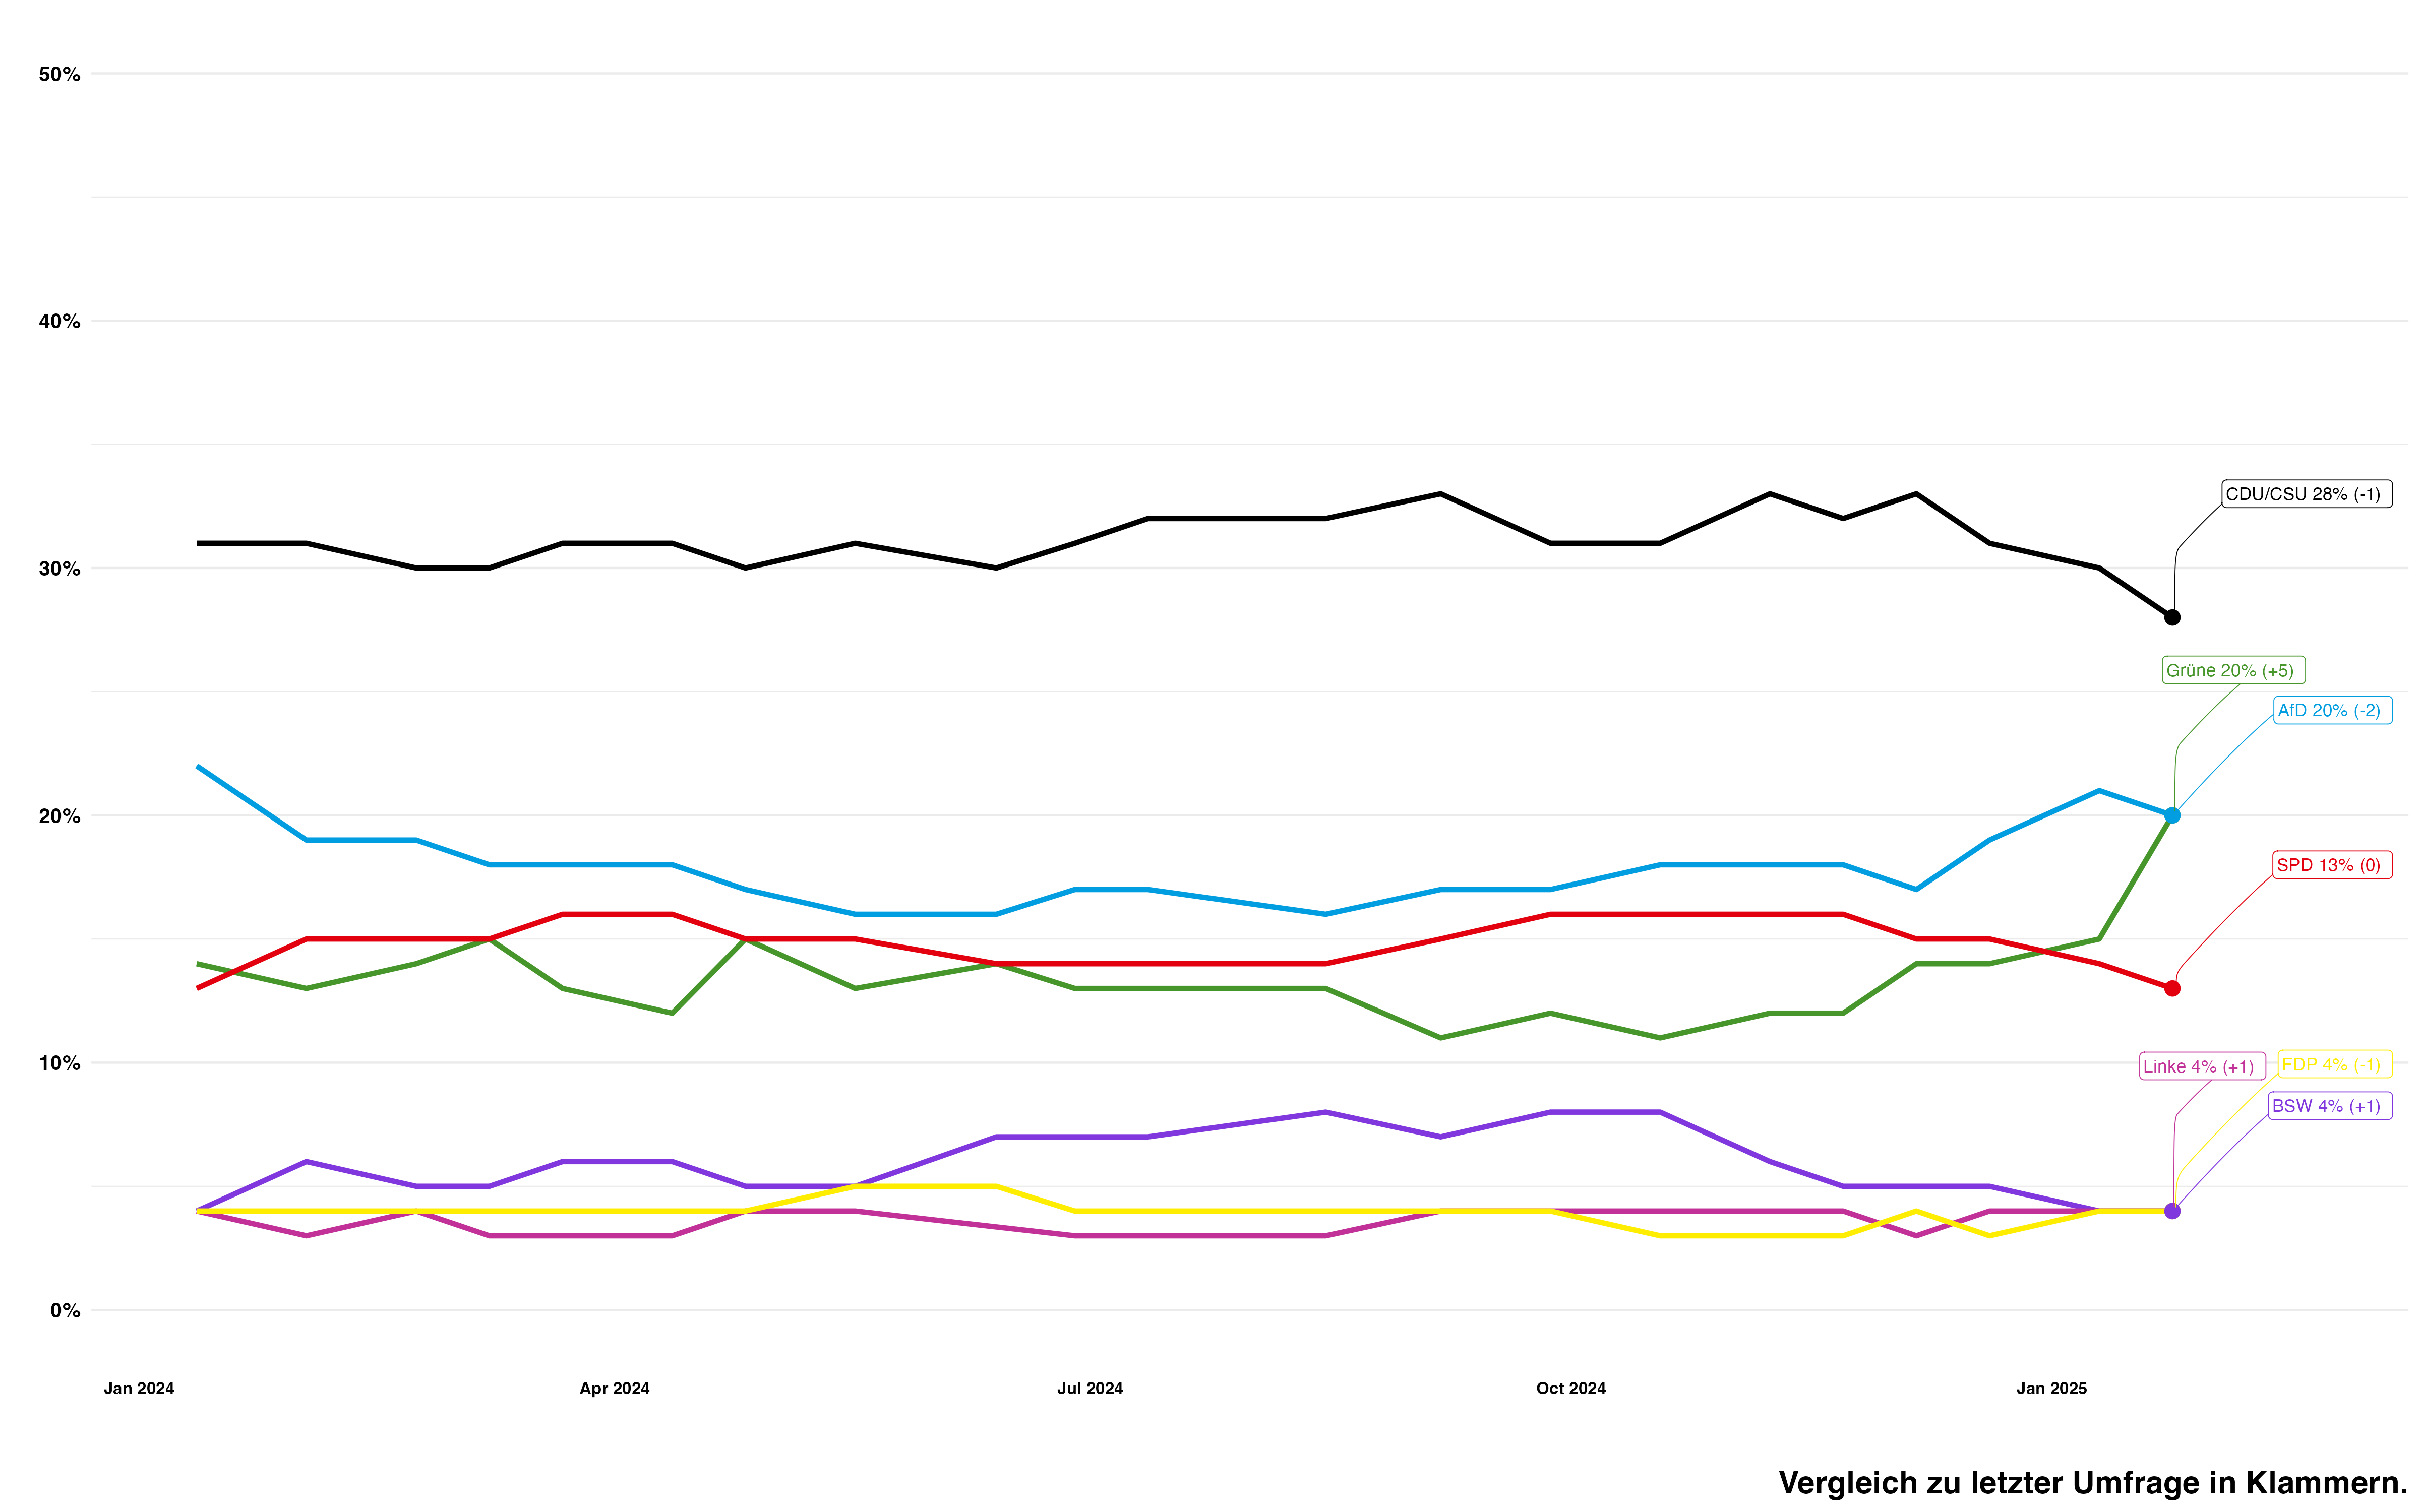 50%
40%
30%
20%
10%
0%
CDU/CSU 28% (-1)
Grüne 20% (+5)
AfD 20% (-2)
SPD 13% (0)
Linke 4% (+1)
FDP 4% (-1)
BSW 4% (+1)
Jan 2024
Apr 2024
Jul 2024
Oct 2024
Jan 2025
Vergleich zu letzter Umfrage in Klammern.